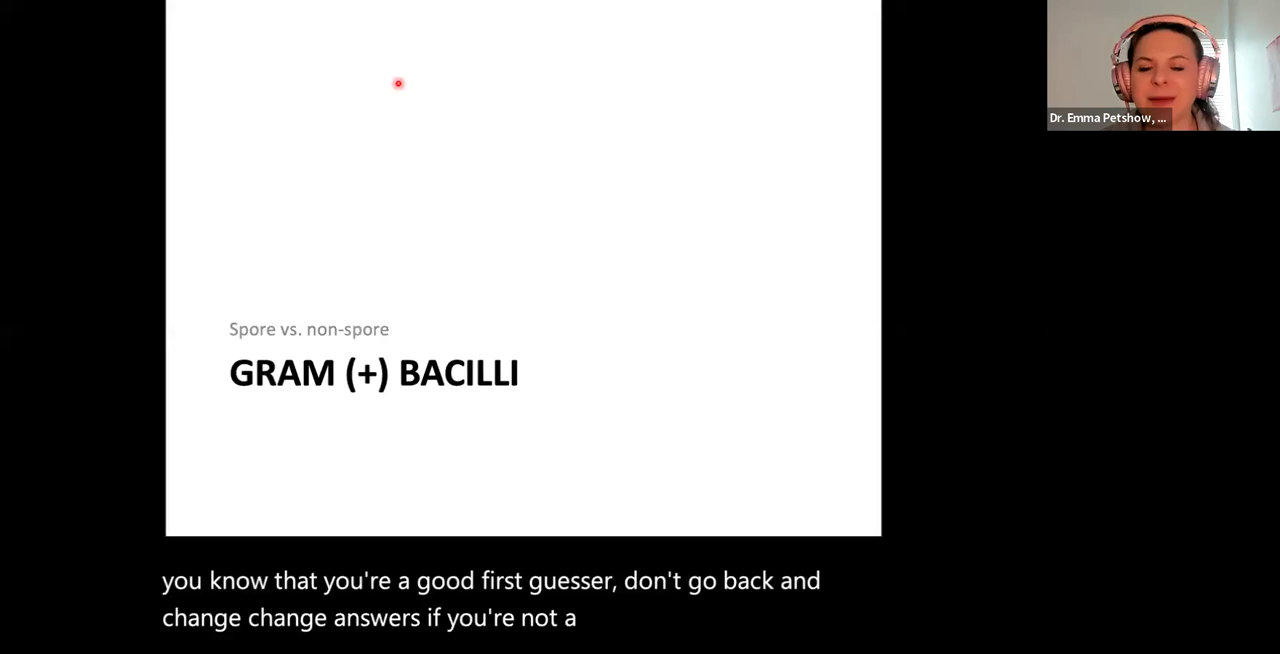 Dr. Emma Petshow, ...
Spore vs. non-spore
GRAM (+) BACILLI
you know that you're a good first guesser, don't go back and
change change answers if you're not a